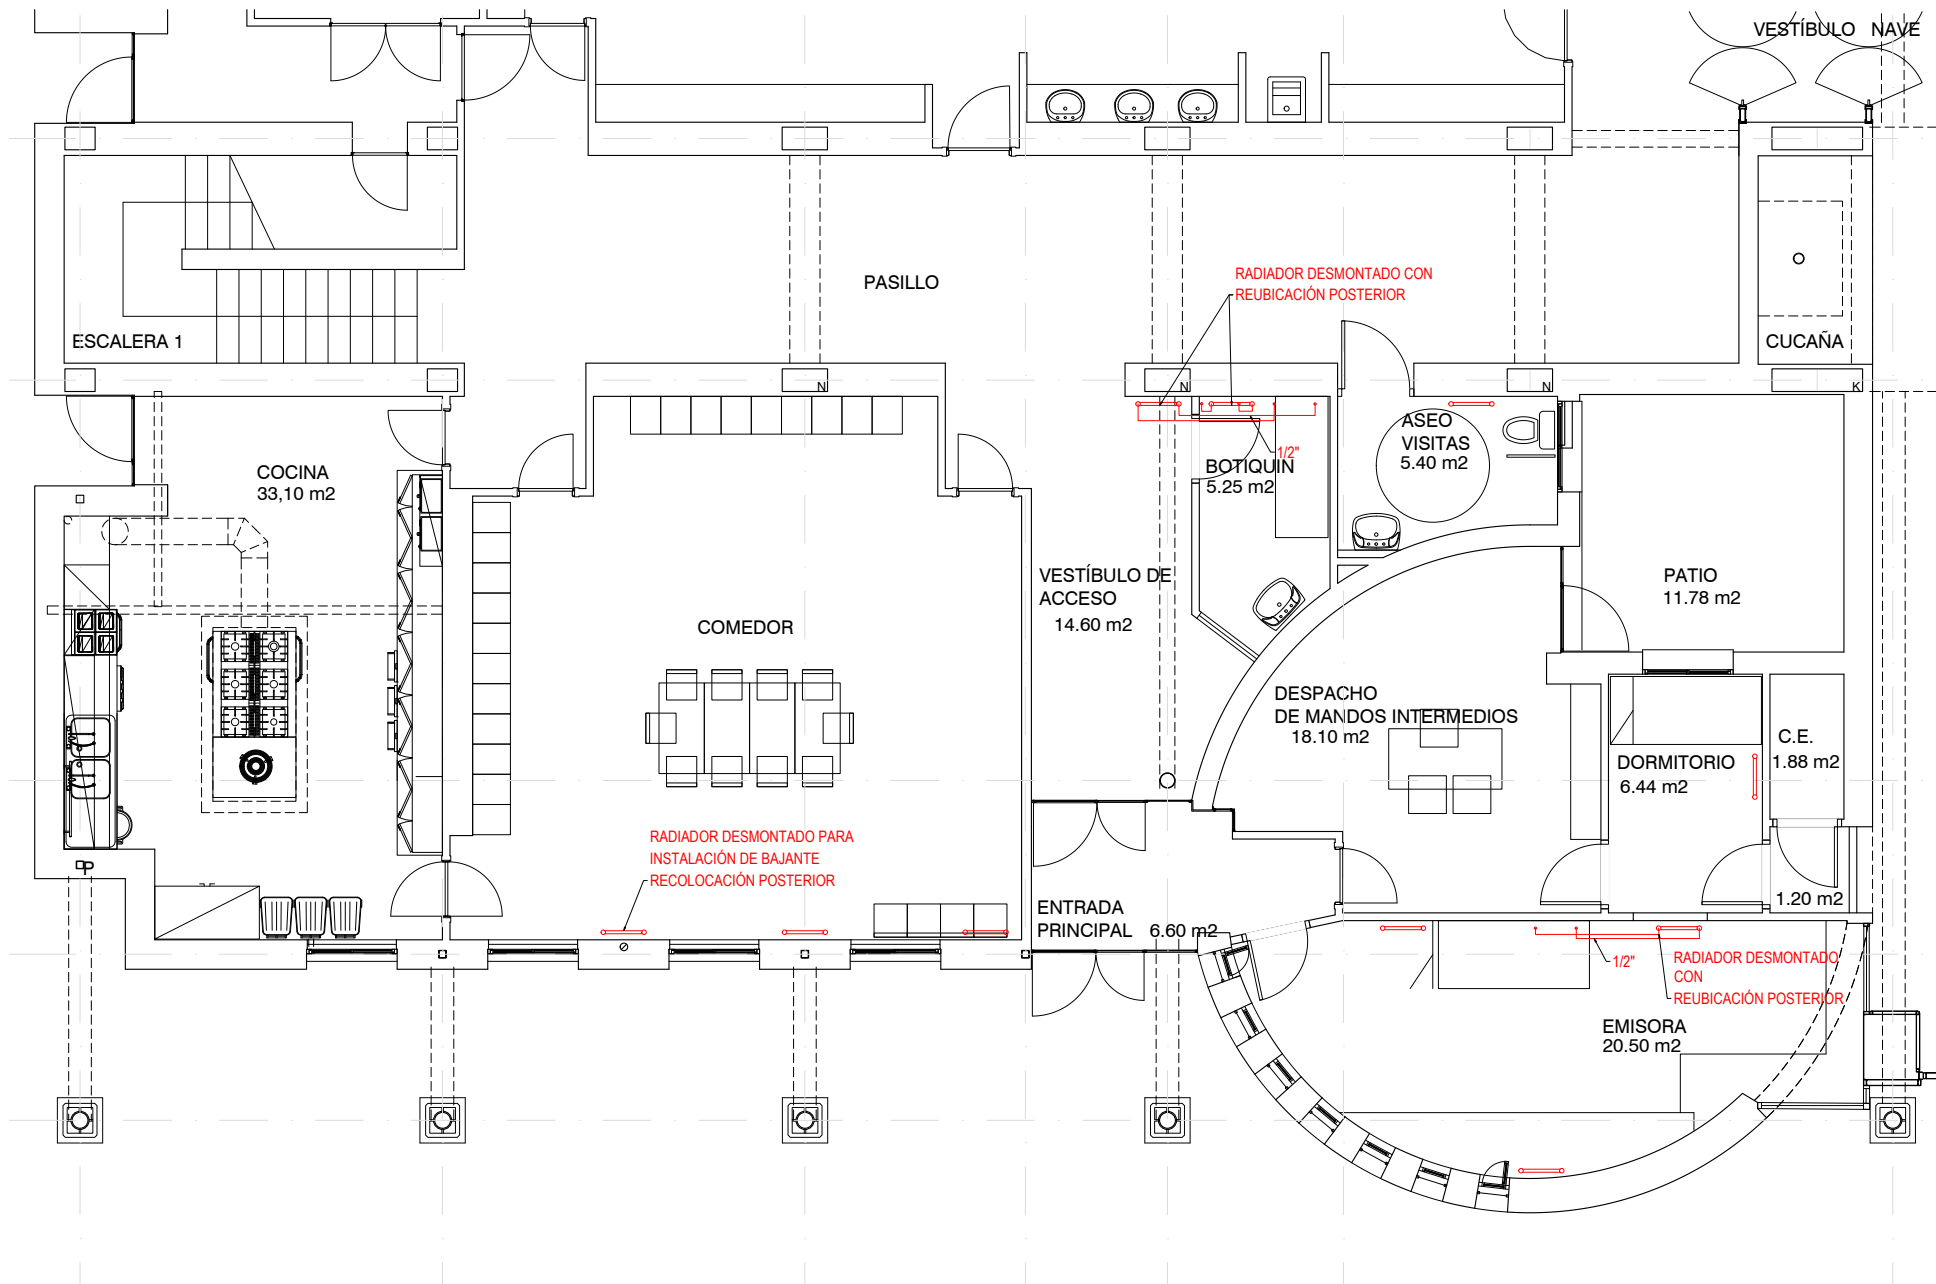 VESTÍBULO NAVE
RADIADOR DESMONTADO CON
REUBICACIÓN POSTERIOR
PASILLO
ESCALERA 1
CUCAÑA
N
N
N
K
ASEO
VISITAS
5.40 m2
1/2"
BOTIQUÍN
5.25 m2
COCINA
33,10 m2
VESTÍBULO DE
ACCESO
14.60 m2
PATIO
11.78 m2
COMEDOR
DESPACHO
DE MANDOS INTERMEDIOS
18.10 m2
C.E.
1.88 m2
DORMITORIO
6.44 m2
RADIADOR DESMONTADO PARA
INSTALACIÓN DE BAJANTE
RECOLOCACIÓN POSTERIOR
1.20 m2
ENTRADA
PRINCIPAL 6.60 m2
1/2"
RADIADOR DESMONTADO
CON
REUBICACIÓN POSTERIOR
EMISORA
20.50 m2